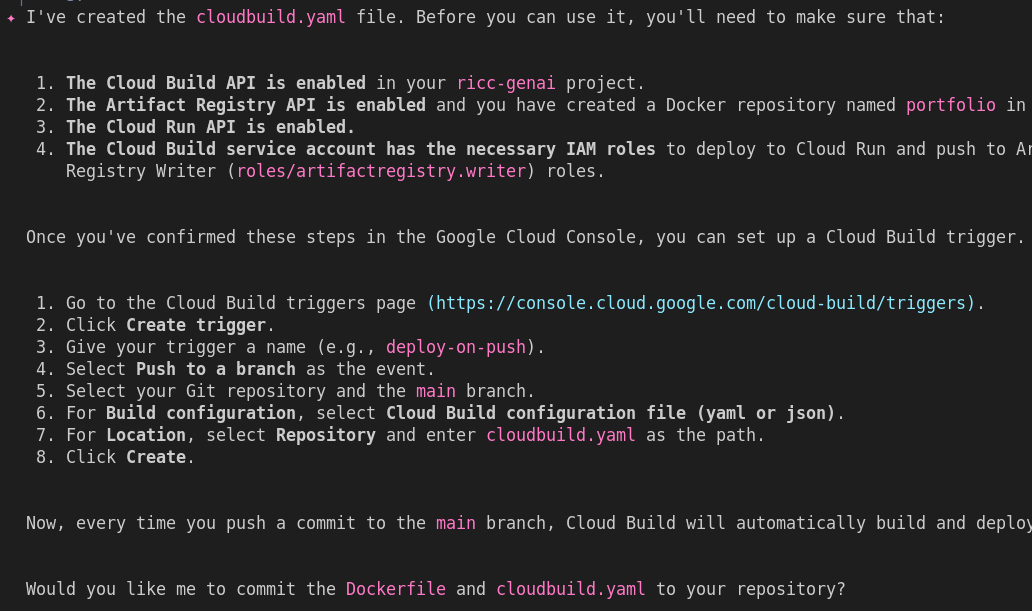 ✦ I've created the cloudbuild.yaml file. Before you can use it, you'll need to make sure that:
1. The Cloud Build API is enabled in your ricc-genai project.
2. The Artifact Registry API is enabled and you have created a Docker repository named portfolio in
3. The Cloud Run API is enabled.
4. The Cloud Build service account has the necessary IAM roles to deploy to Cloud Run and push to Ar
Registry Writer (roles/artifactregistry.writer) roles.
Once you've confirmed these steps in the Google Cloud Console, you can set up a Cloud Build trigger.
1. Go to the Cloud Build triggers page (https://console.cloud.google.com/cloud-build/triggers).
2. Click Create trigger.
3. Give your trigger a name (e.g., deploy-on-push).
4. Select Push to a branch as the event.
5. Select your Git repository and the main branch.
6. For Build configuration, select Cloud Build configuration file (yaml or json).
7. For Location, select Repository and enter cloudbuild.yaml as the path.
8. Click Create.
Now, every time you push a commit to the main branch, Cloud Build will automatically build and deploy
Would you like me to commit the Dockerfile and cloudbuild.yaml to your repository?